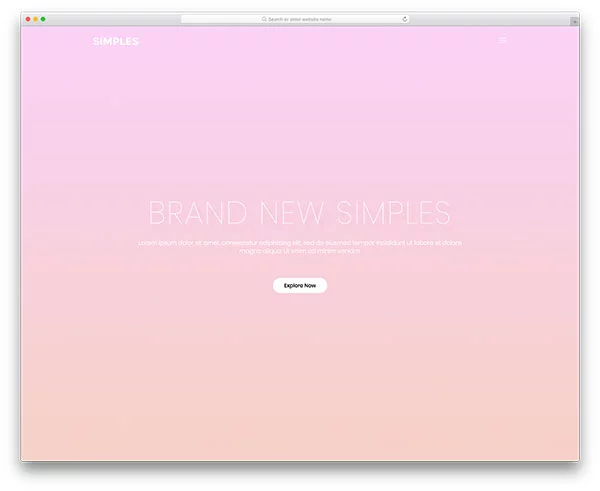 Search or enter website name
SIMPLES
BRAND NEW SIMPLES
Lorem ipsum dolor sit amet, consectetur adipisicing elit, sed do eiusmod tempor incididunt ut labore et dolore
magna aliqua. Ut enim ad minim veniam.
Explore Now